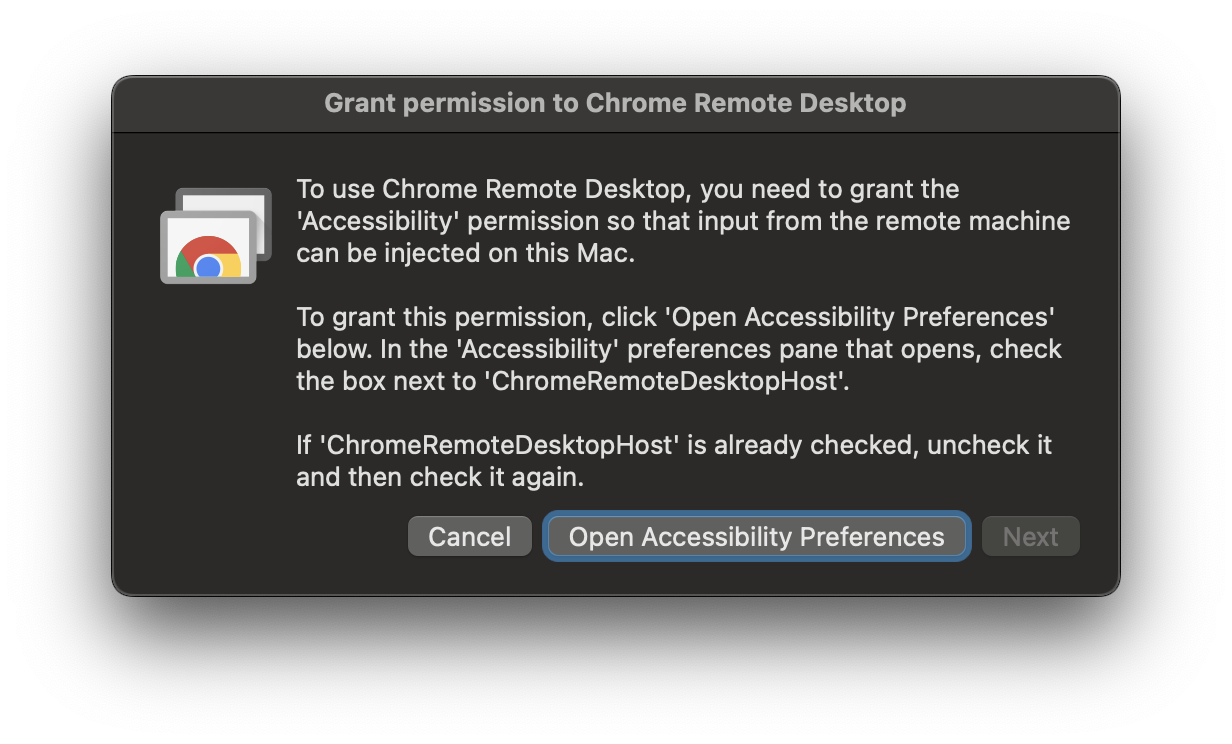 Grant permission to Chrome Remote Desktop
To use Chrome Remote Desktop, you need to grant the
'Accessibility' permission so that input from the remote machine
can be injected on this Mac.
To grant this permission, click 'Open Accessibility Preferences'
below. In the 'Accessibility' preferences pane that opens, check
the box next to 'ChromeRemoteDesktopHost'.
If 'ChromeRemoteDesktopHost' is already checked, uncheck it
and then check it again.
Cancel
Open Accessibility Preferences
Next